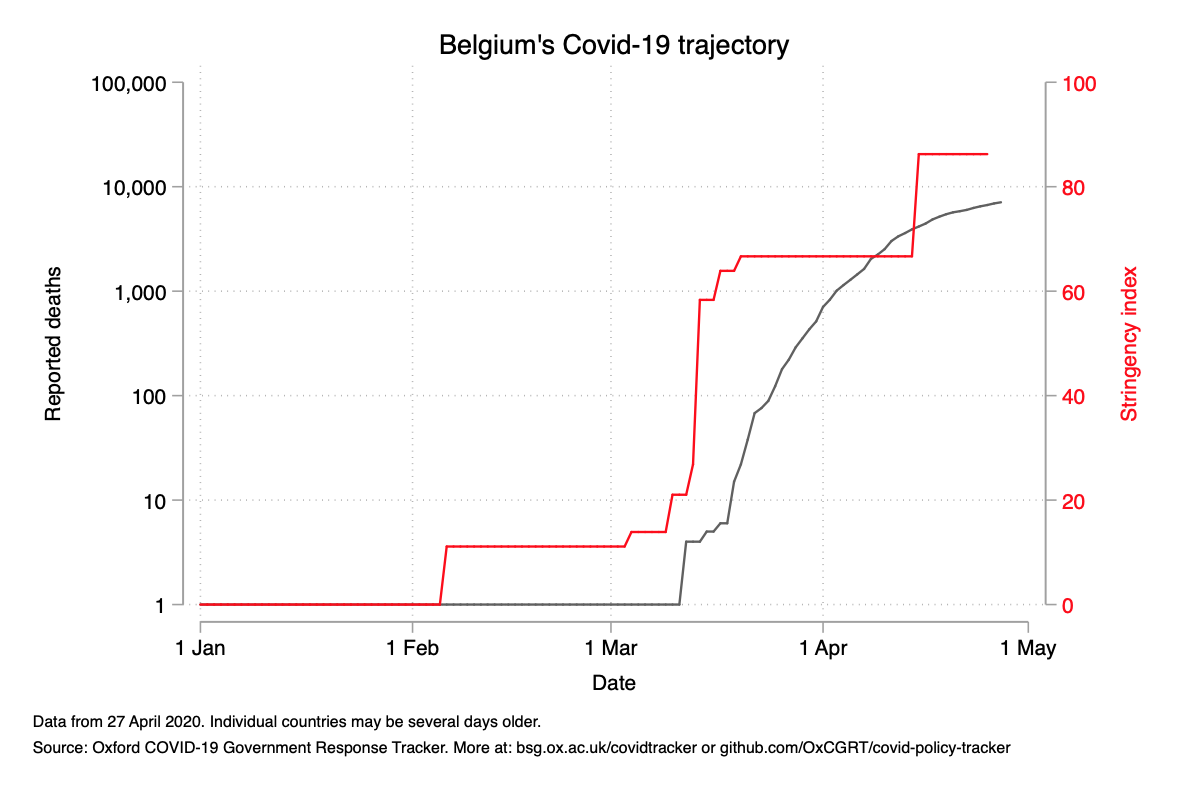 Belgium's Covid-19 trajectory
100,000
10,000
1,000
100
10
1
Reported deaths
100
80
60
40
20
0
Stringency index
1 Jan
1 Feb
1 Mar
1 Apr
1 May
Date
Data from 27 April 2020. Individual countries may be several days older.
Source: Oxford COVID-19 Government Response Tracker. More at: bsg.ox.ac.uk/covidtracker or github.com/OxCGRT/covid-policy-tracker